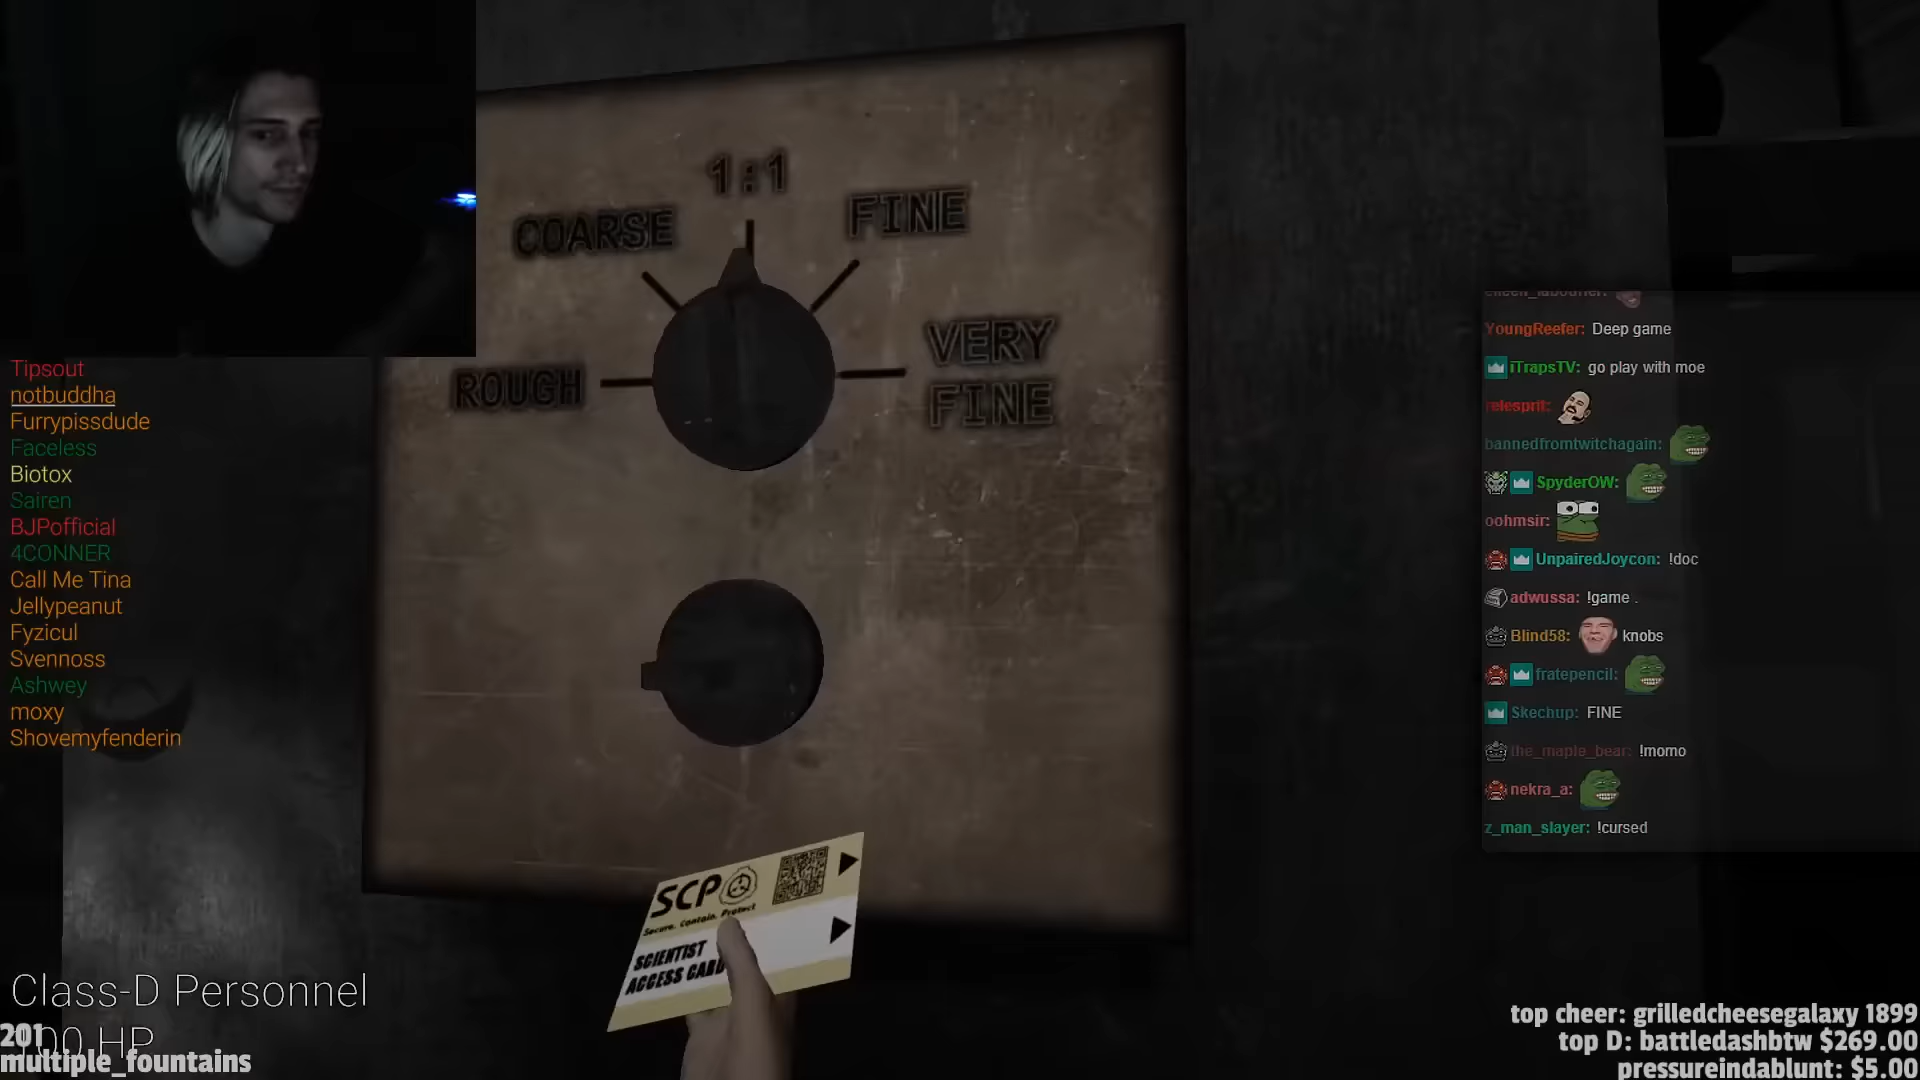 1:1
COARSE
FINE
ROUGH
VERY
FINE
Tipsout
notbuddha
Furrypissdude
Faceless
Biotox
Sairen
BJPofficial
4CONNER
Call Me Tina
Jellypeanut
Fyzicul
Svennoss
Ashwey
moxy
Shovemyfenderin
YoungReefer: Deep game
iTrapsTV: go play with moe
relesprit:
bannedfromtwitchagain:
SpyderOW:
oohmsir:
UnpairedJoycon: !doc
adwussa: !game .
Blind58: knobs
fratepencil:
Skechup: FINE
the_maple_bear: !momo
nekra_a:
z_man_slayer: !cursed
SCP
Secure. Contain. Protect
SCIENTIST
ACCESS CARD
Class-D Personnel
100 HP
201
multiple_fountains
top cheer: grilledcheesegalaxy 1899
top D: battledashbtw $269.00
pressureindablunt: $5.00